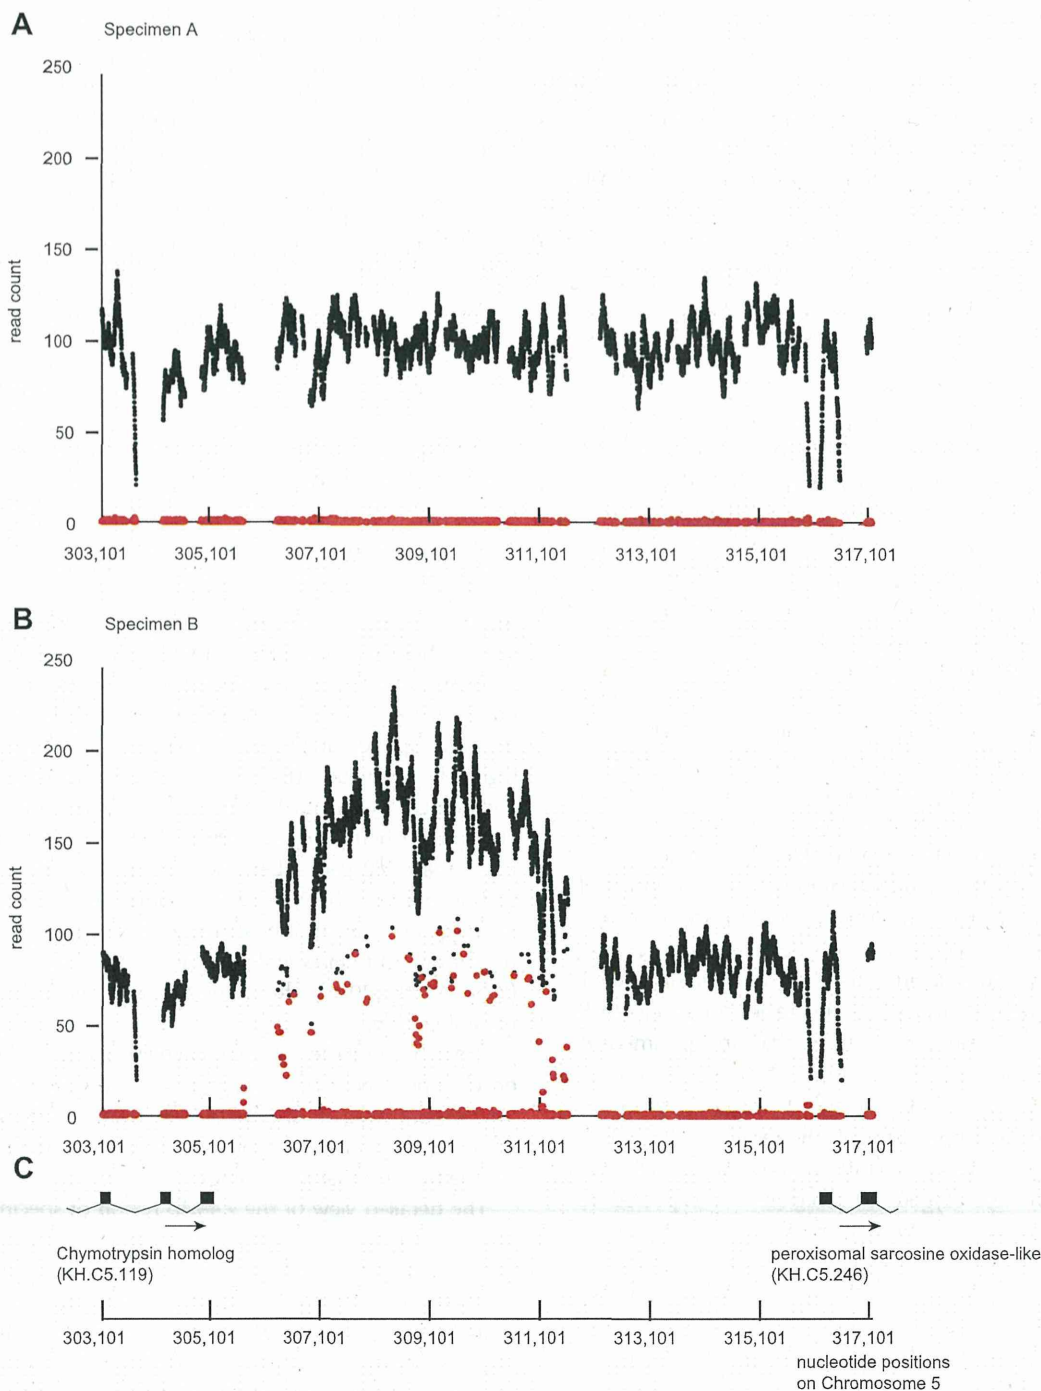 A
Specimen A
250
200
150
100
50
0
read count
303,101 305,101 307,101 309,101 311,101 313,101 315,101 317,101
B
Specimen B
250
200
150
100
50
0
read count
303,101 305,101 307,101 309,101 311,101 313,101 315,101 317,101
C
Chymotrypsin homolog
(KH.C5.119)
peroxisomal sarcosine oxidase-like
(KH.C5.246)
303,101 305,101 307,101 309,101 311,101 313,101 315,101 317,101
nucleotide positions
on Chromosome 5